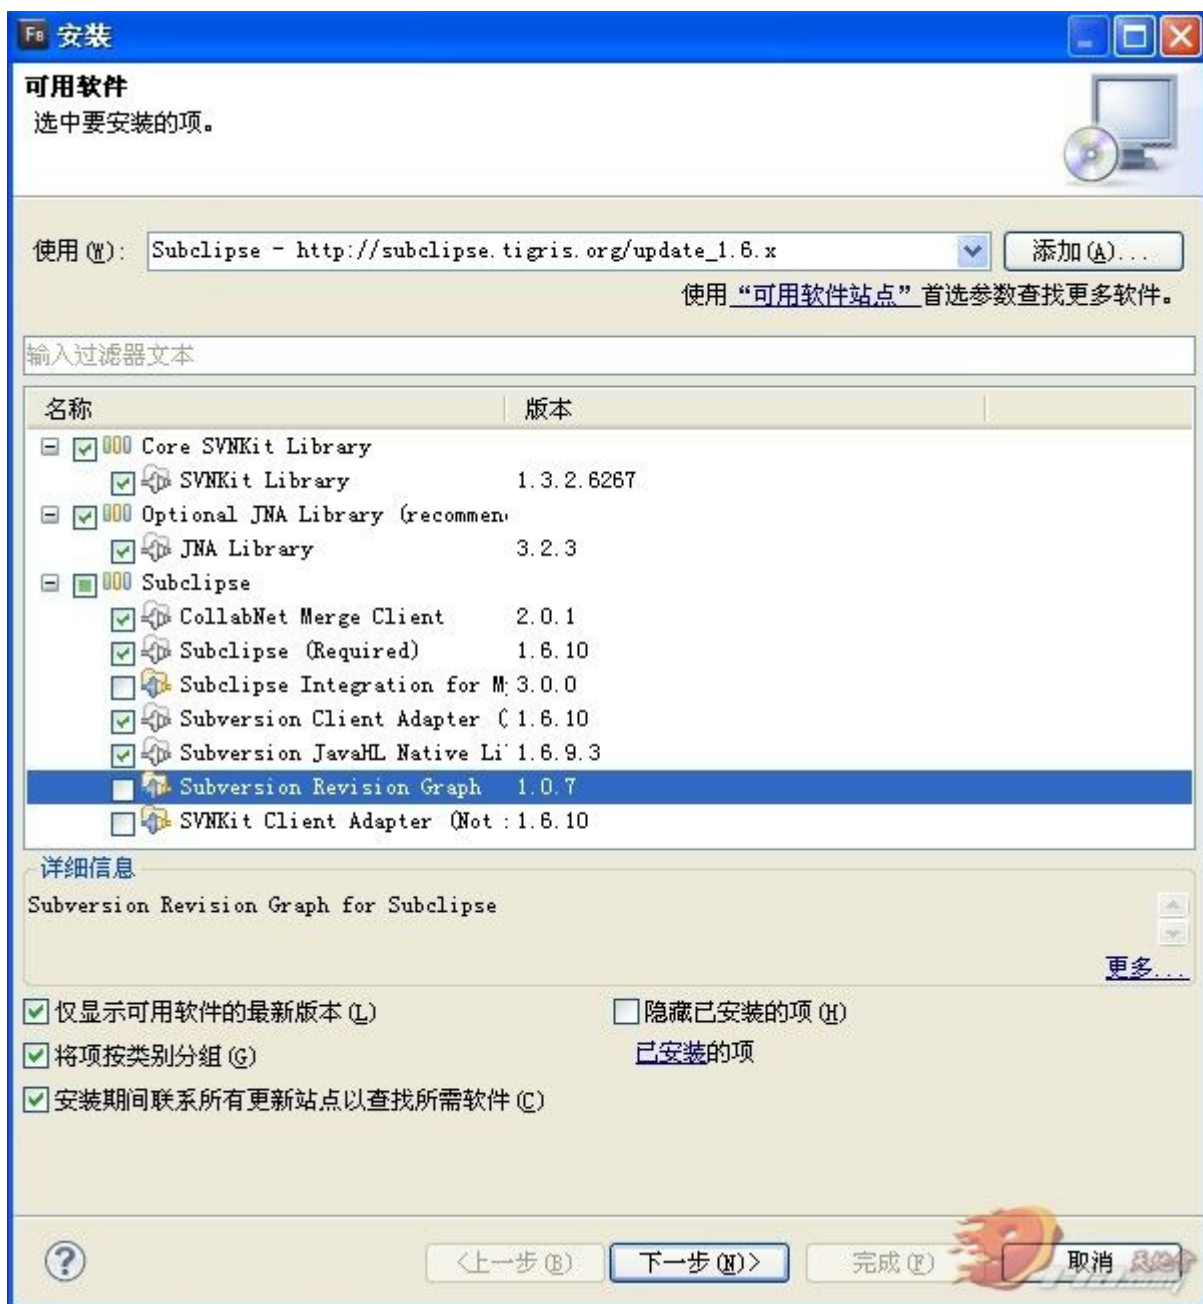 FB 安装
可用软件
选中要安装的项。
使用(W): Subclipse - http://subclipse.tigris.org/update_1.6.x 添加(A)...
使用“可用软件站点”首选参数查找更多软件。
输入过滤器文本
名称 版本
Core SVNKit Library
SVNKit Library 1.3.2.6267
Optional JNA Library (recommen
JNA Library 3.2.3
Subclipse
CollabNet Merge Client 2.0.1
Subclipse (Required) 1.6.10
Subclipse Integration for M 3.0.0
Subversion Client Adapter ( 1.6.10
Subversion JavaHL Native Li 1.6.9.3
Subversion Revision Graph 1.0.7
SVNKit Client Adapter (Not 1.6.10
详细信息
Subversion Revision Graph for Subclipse
更多...
仅显示可用软件的最新版本(L) 隐藏已安装的项(H)
将项按类别分组(G) 已安装的项
安装期间联系所有更新站点以查找所需软件(C)
? <上一步(B) 下一步(N)> 完成(F) 取消